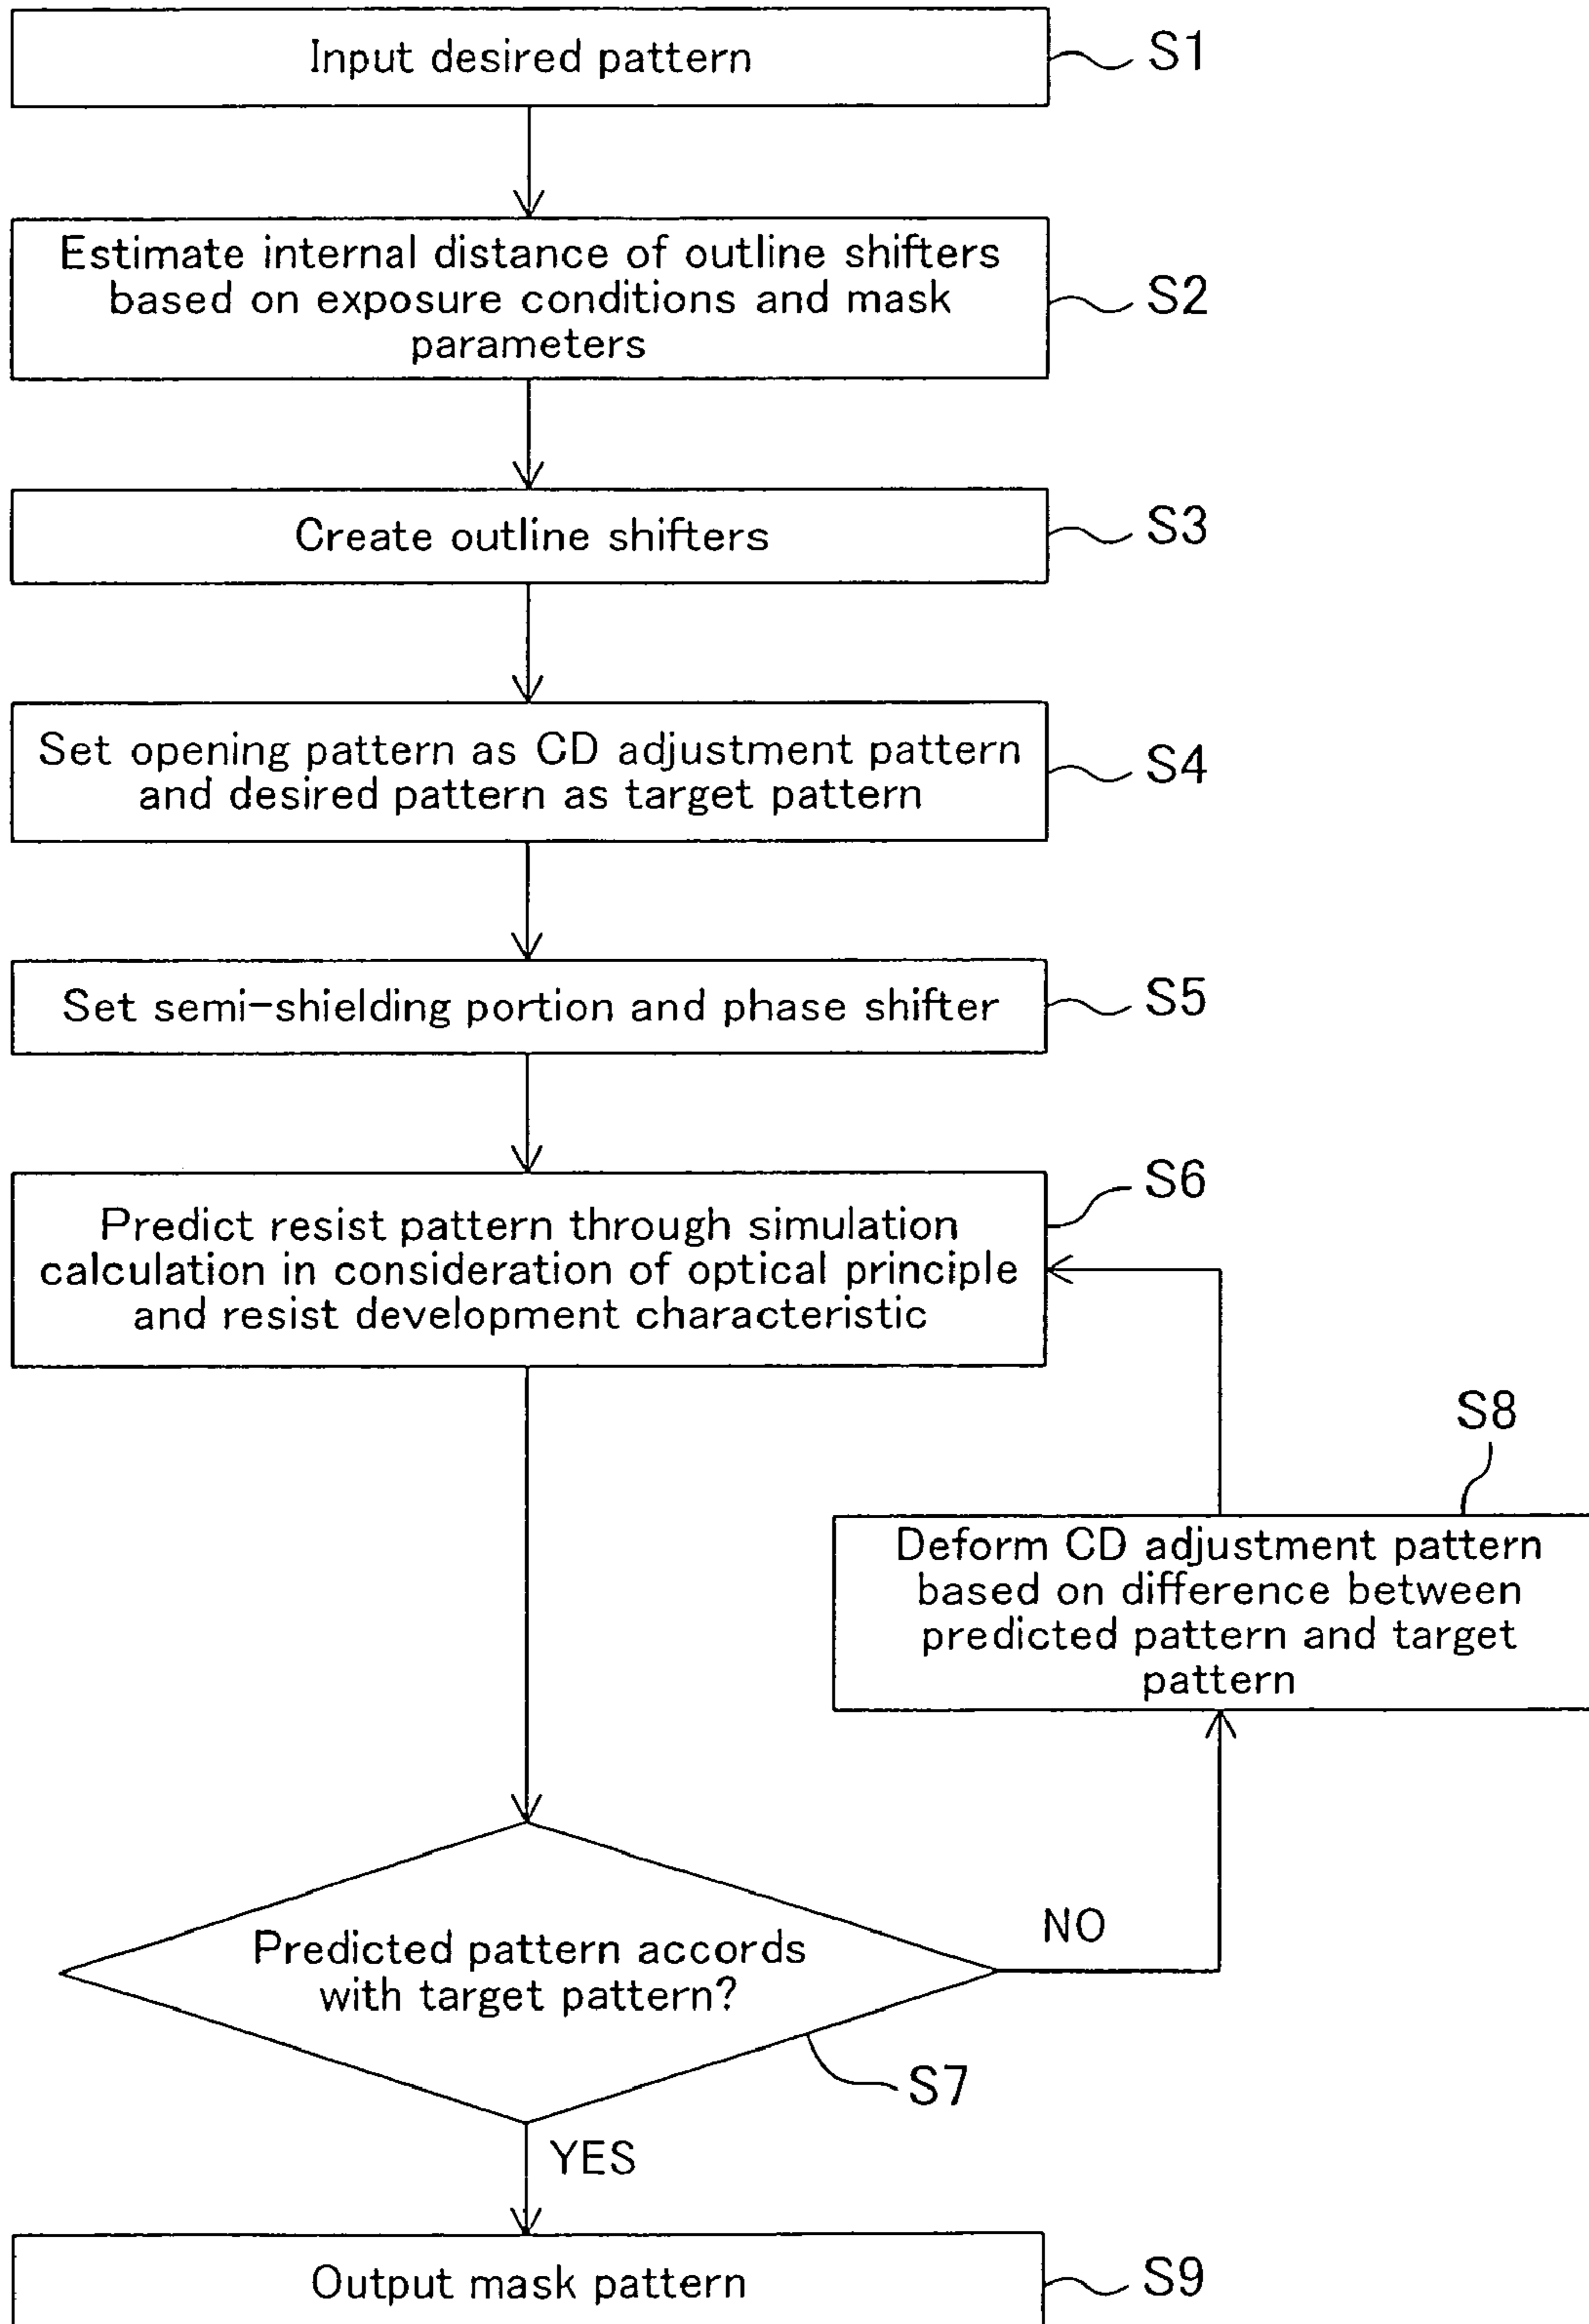 Input desired pattern
S1
Estimate internal distance of outline shifters
based on exposure conditions and mask
parameters
S2
Create outline shifters
S3
Set opening pattern as CD adjustment pattern
and desired pattern as target pattern
S4
Set semi-shielding portion and phase shifter
S5
Predict resist pattern through simulation
calculation in consideration of optical principle
and resist development characteristic
S6
S8
Deform CD adjustment pattern
based on difference between
predicted pattern and target
pattern
Predicted pattern accords
with target pattern?
NO
S7
YES
Output mask pattern
S9